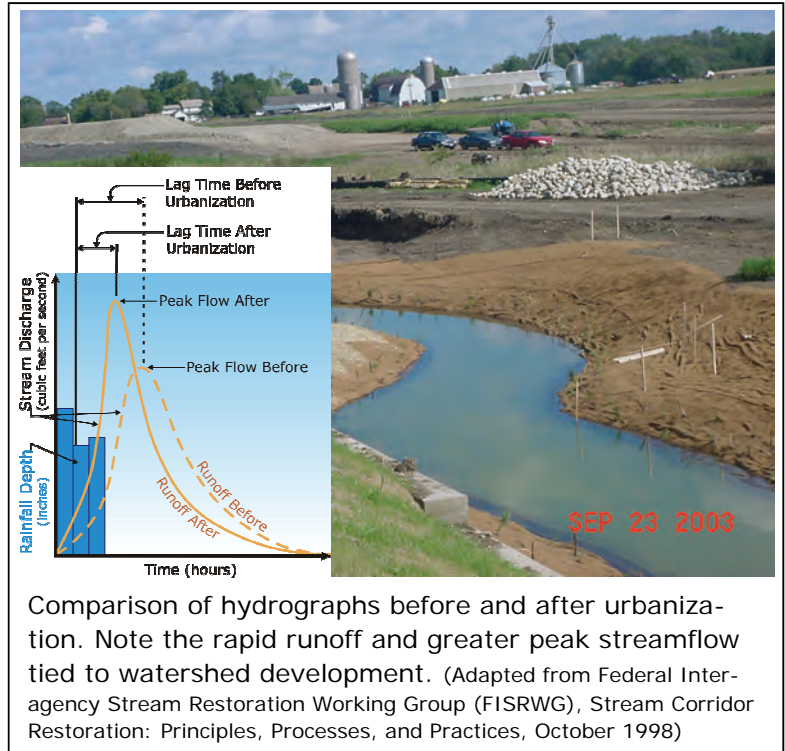 Lag Time Before
Urbanization
Lag Time After
Urbanization
Peak Flow After
Peak Flow Before
Stream Discharge
(cubic feet per second)
Rainfall Depth
(inches)
Runoff Before
Runoff After
Time (hours)
SEP 23 2003
Comparison of hydrographs before and after urbaniza-
tion. Note the rapid runoff and greater peak streamflow
tied to watershed development. (Adapted from Federal Inter-
agency Stream Restoration Working Group (FISRWG), Stream Corridor
Restoration: Principles, Processes, and Practices, October 1998)